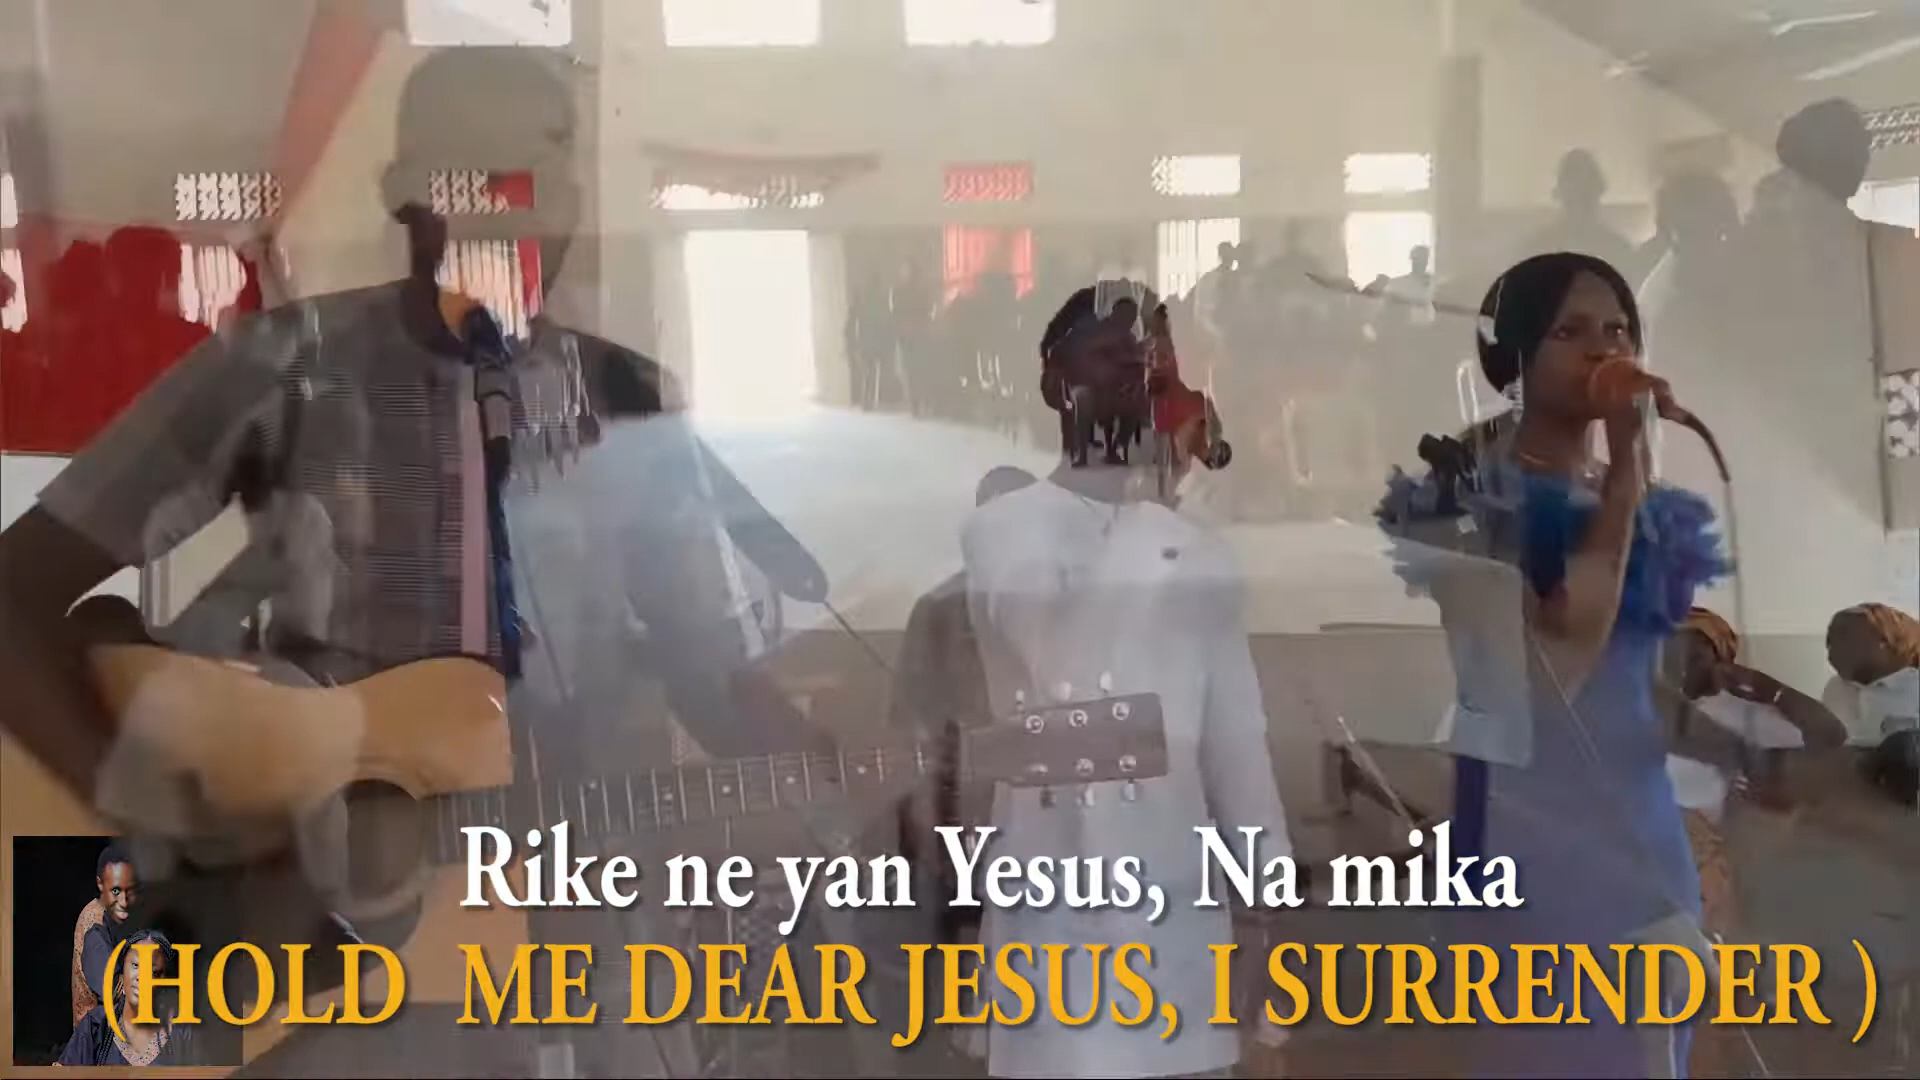 Rike ne yan Yesus, Na mika
(HOLD ME DEAR JESUS, I SURRENDER )